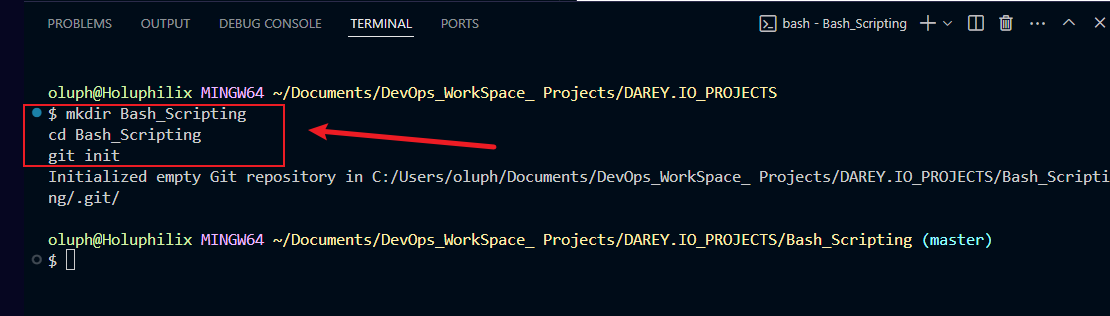 PROBLEMS OUTPUT DEBUG CONSOLE TERMINAL PORTS bash - Bash_Scripting
oluph@Holuphilix MINGW64 ~/Documents/DevOps_WorkSpace_ Projects/DAREY.IO_PROJECTS
$ mkdir Bash_Scripting
cd Bash_Scripting
git init
Initialized empty Git repository in C:/Users/oluph/Documents/DevOps_WorkSpace_ Projects/DAREY.IO_PROJECTS/Bash_Scripti
ng/.git/
oluph@Holuphilix MINGW64 ~/Documents/DevOps_WorkSpace_ Projects/DAREY.IO_PROJECTS/Bash_Scripting (master)
$